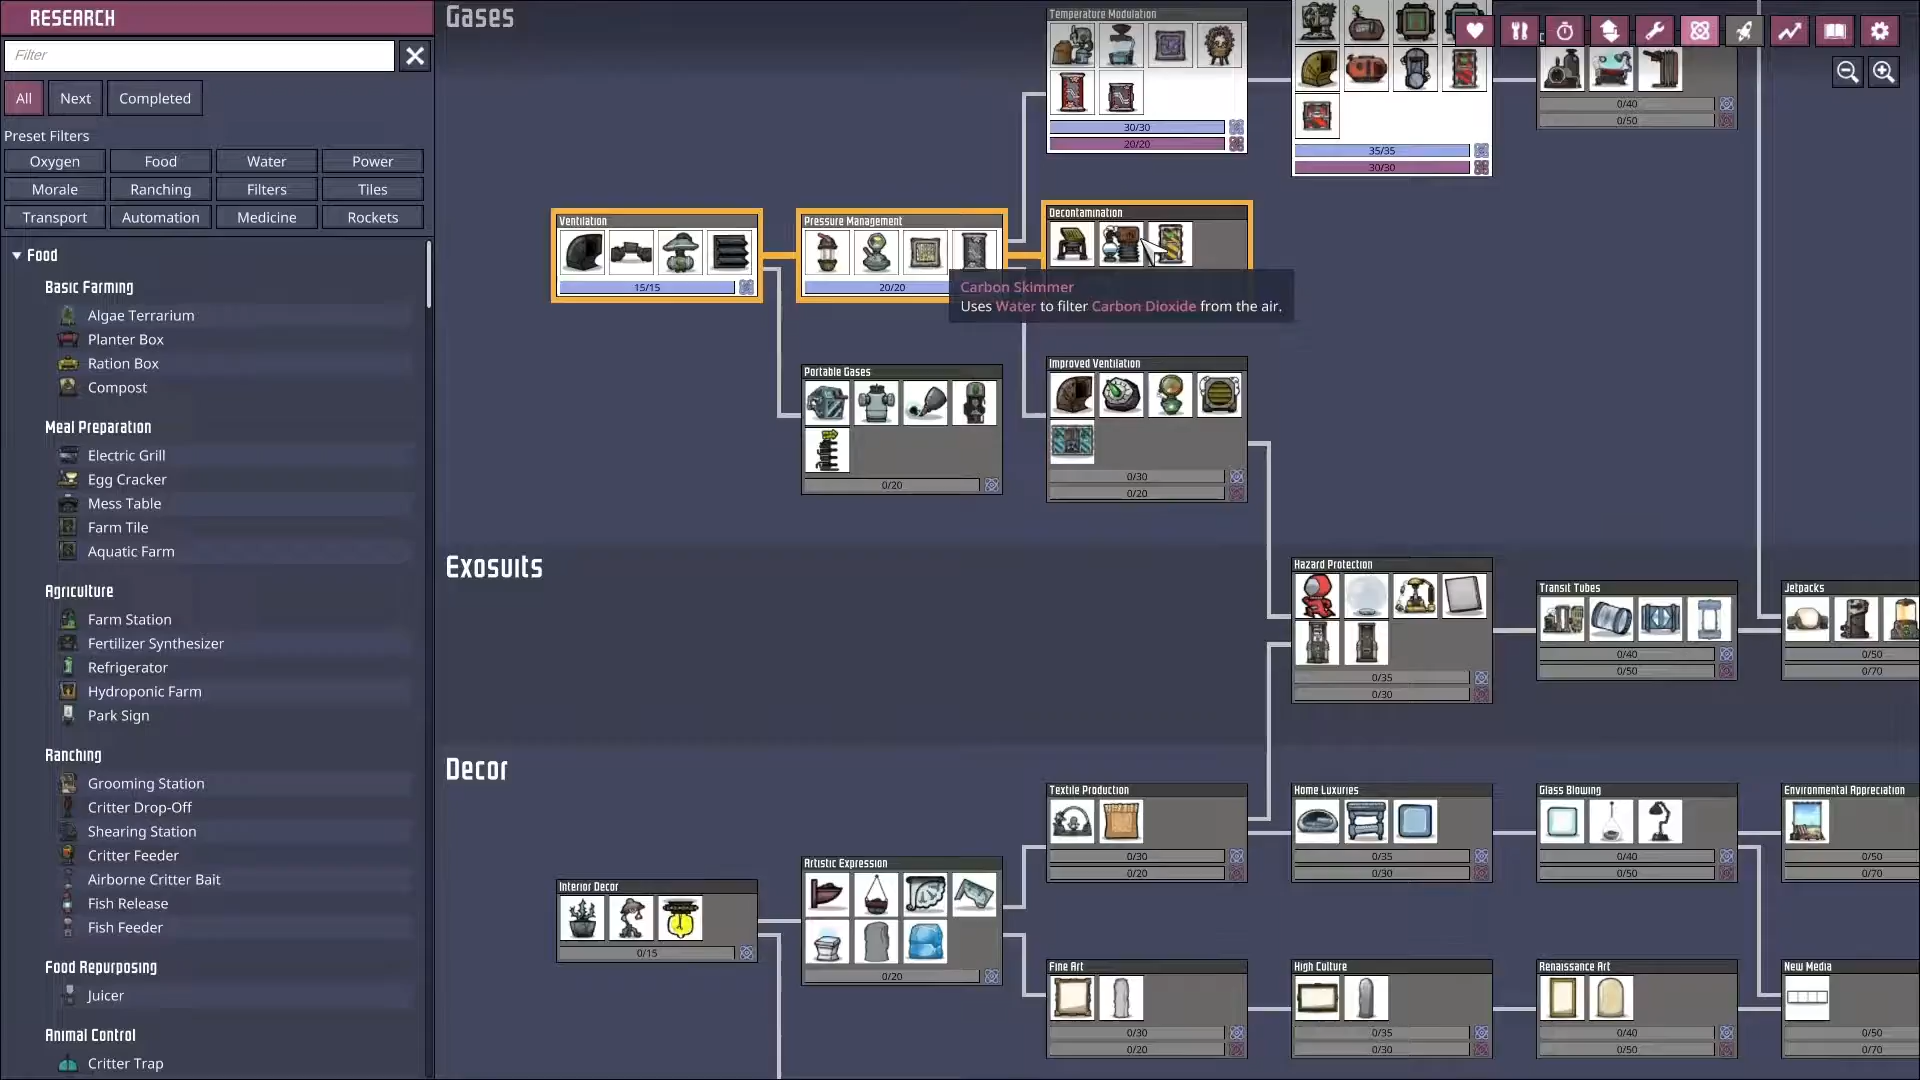 RESEARCH
Filter
All
Next
Completed
Preset Filters
Oxygen
Food
Water
Power
Morale
Ranching
Filters
Tiles
Transport
Automation
Medicine
Rockets
Food
Basic Farming
Algae Terrarium
Planter Box
Ration Box
Compost
Meal Preparation
Electric Grill
Egg Cracker
Mess Table
Farm Tile
Aquatic Farm
Agriculture
Farm Station
Fertilizer Synthesizer
Refrigerator
Hydroponic Farm
Park Sign
Ranching
Grooming Station
Critter Drop-Off
Shearing Station
Critter Feeder
Airborne Critter Bait
Fish Release
Fish Feeder
Food Repurposing
Juicer
Animal Control
Critter Trap
Gases
Temperature Modulation
30/30
20/20
35/35
30/30
0/40
0/50
Ventilation
15/15
Pressure Management
20/20
Decontamination
Carbon Skimmer
Uses Water to filter Carbon Dioxide from the air.
Portable Gases
0/20
Improved Ventilation
0/30
0/20
Exosuits
Hazard Protection
0/35
0/30
Transit Tubes
0/40
0/50
Jetpacks
0/50
0/70
Decor
Interior Decor
0/15
Artistic Expression
0/20
Textile Production
0/30
0/20
Home Luxuries
0/35
0/30
Glass Blowing
0/40
0/50
Environmental Appreciation
0/50
0/70
Fine Art
0/30
0/20
High Culture
0/35
0/30
Renaissance Art
0/40
0/50
New Media
0/50
0/70